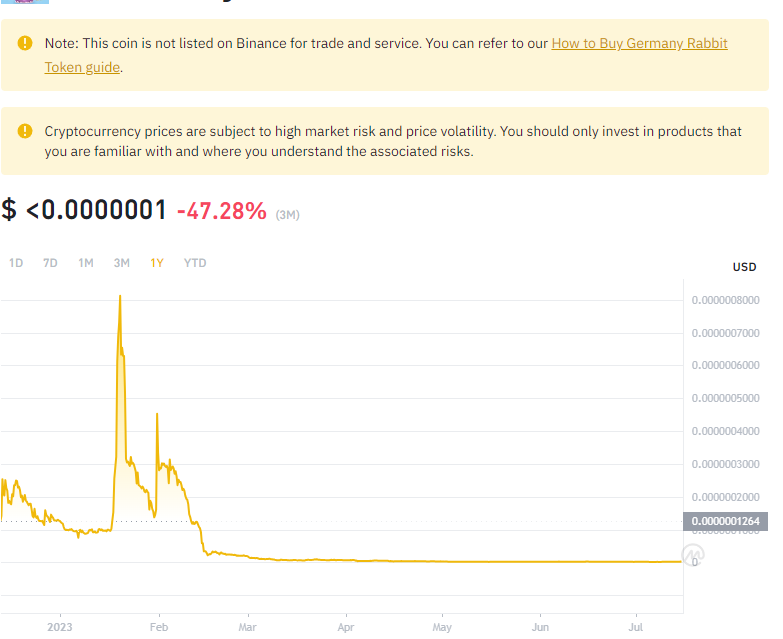 Note: This coin is not listed on Binance for trade and service. You can refer to our How to Buy Germany Rabbit
Token guide.
Cryptocurrency prices are subject to high market risk and price volatility. You should only invest in products that
you are familiar with and where you understand the associated risks.
$ <0.0000001 -47.28% (3M)
1D 7D 1M 3M 1Y YTD
USD
0.0000008000
0.0000007000
0.0000006000
0.0000005000
0.0000004000
0.0000003000
0.0000002000
0.0000001264
0.0000001000
0
2023 Feb Mar Apr May Jun Jul